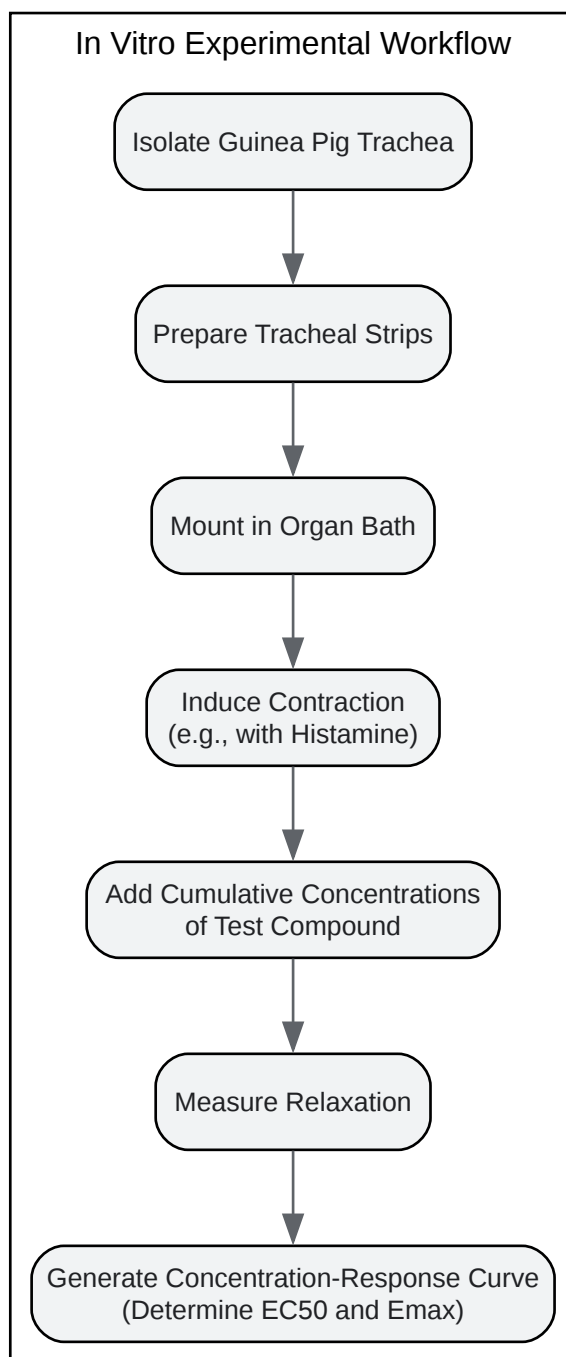 In Vitro Experimental Workflow
Isolate Guinea Pig Trachea
Prepare Tracheal Strips
Mount in Organ Bath
Induce Contraction
(e.g., with Histamine)
Add Cumulative Concentrations
of Test Compound
Measure Relaxation
Generate Concentration-Response Curve
(Determine EC50 and Emax)